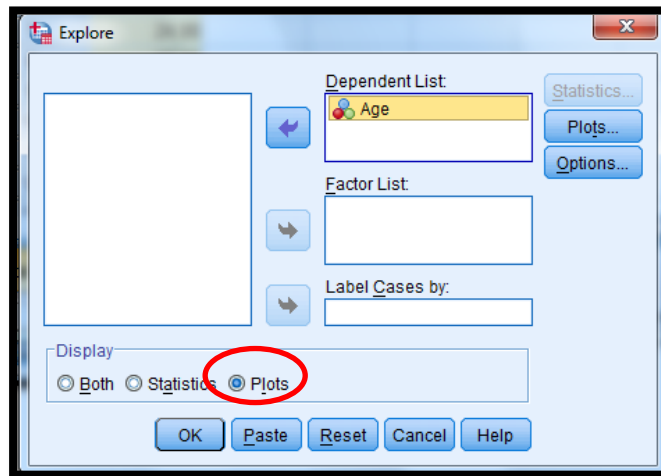 Explore
Dependent List:
Age
Statistics...
Plots...
Options...
Factor List:
Label Cases by:
Display
Both Statistics Plots
OK Paste Reset Cancel Help